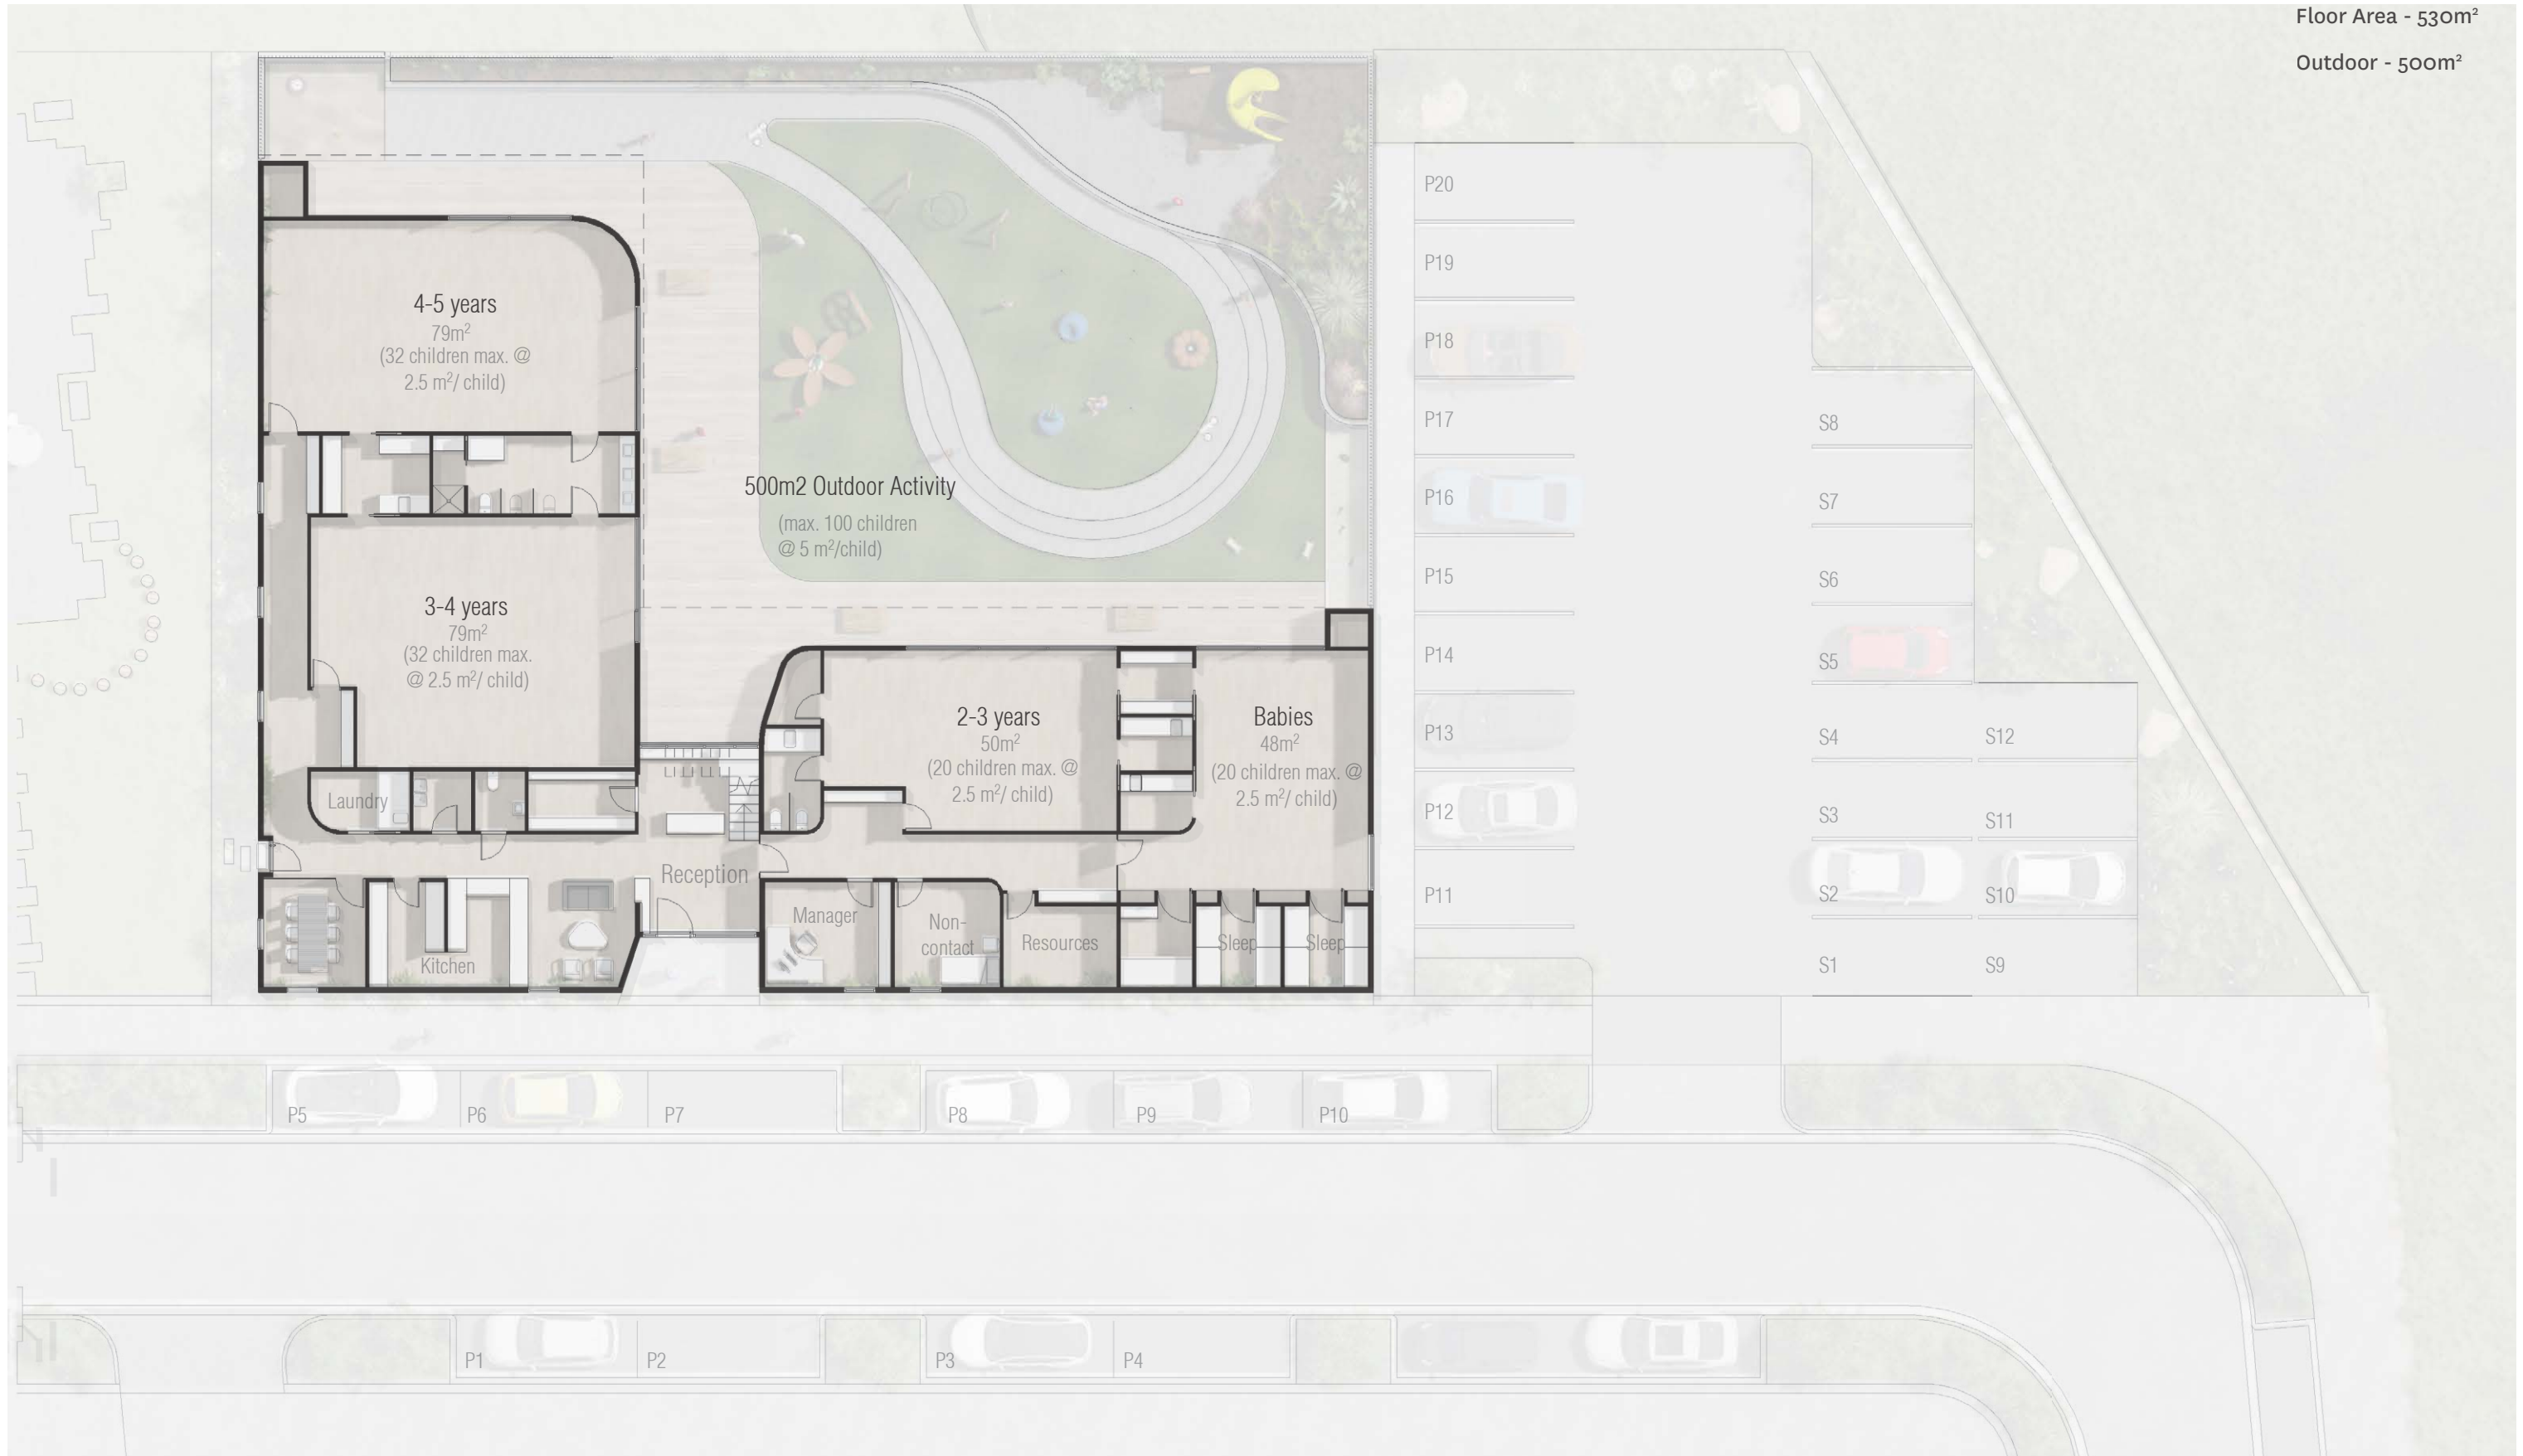 Floor Area - 530m²
Outdoor - 500m²
4-5 years
79m²
(32 children max. @
2.5 m²/ child)
500m2 Outdoor Activity
(max. 100 children
@ 5 m²/child)
3-4 years
79m²
(32 children max.
@ 2.5 m²/ child)
2-3 years
50m²
(20 children max. @
2.5 m²/ child)
Babies
48m²
(20 children max. @
2.5 m²/ child)
Laundry
Reception
Kitchen
Manager
Non-
contact
Resources
Sleep
Sleep
P20
P19
P18
P17
P16
P15
P14
P13
P12
P11
S8
S7
S6
S5
S4
S12
S3
S11
S2
S10
S1
S9
P5
P6
P7
P8
P9
P10
P1
P2
P3
P4